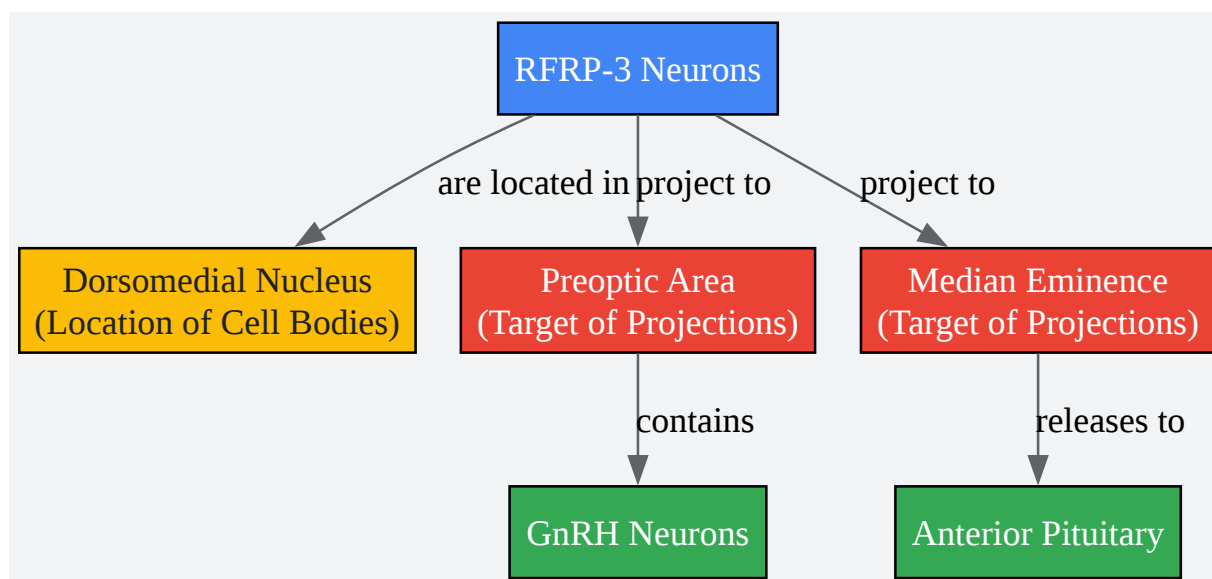 RFRP-3 Neurons
are located in
project to
project to
Dorsomedial Nucleus
(Location of Cell Bodies)
Preoptic Area
(Target of Projections)
Median Eminence
(Target of Projections)
contains
releases to
GnRH Neurons
Anterior Pituitary